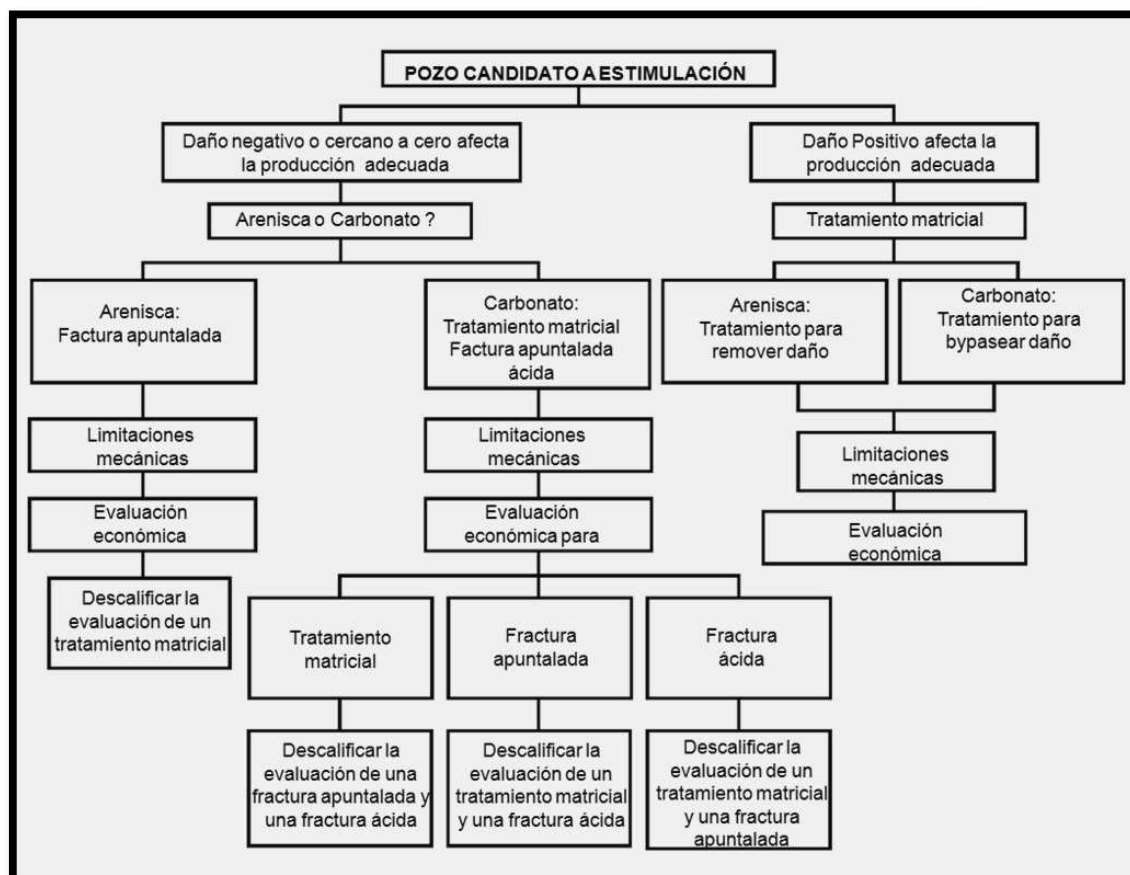 POZO CANDIDATO A ESTIMULACIÓN
Daño negativo o cercano a cero afecta
la producción adecuada
Daño Positivo afecta la
producción adecuada
Arenisca o Carbonato ?
Tratamiento matricial
Arenisca:
Factura apuntalada
Carbonato:
Tratamiento matricial
Factura apuntalada
ácida
Arenisca:
Tratamiento para
remover daño
Carbonato:
Tratamiento para
bypasear daño
Limitaciones
mecánicas
Limitaciones
mecánicas
Limitaciones
mecánicas
Evaluación
económica
Evaluación
económica para
Evaluación
económica
Descalificar la
evaluación de un
tratamiento matricial
Tratamiento
matricial
Fractura
apuntalada
Fractura
ácida
Descalificar la
evaluación de una
fractura apuntalada y
una fractura ácida
Descalificar la
evaluación de un
tratamiento matricial
y una fractura ácida
Descalificar la
evaluación de un
tratamiento matricial
y una fractura
apuntalada